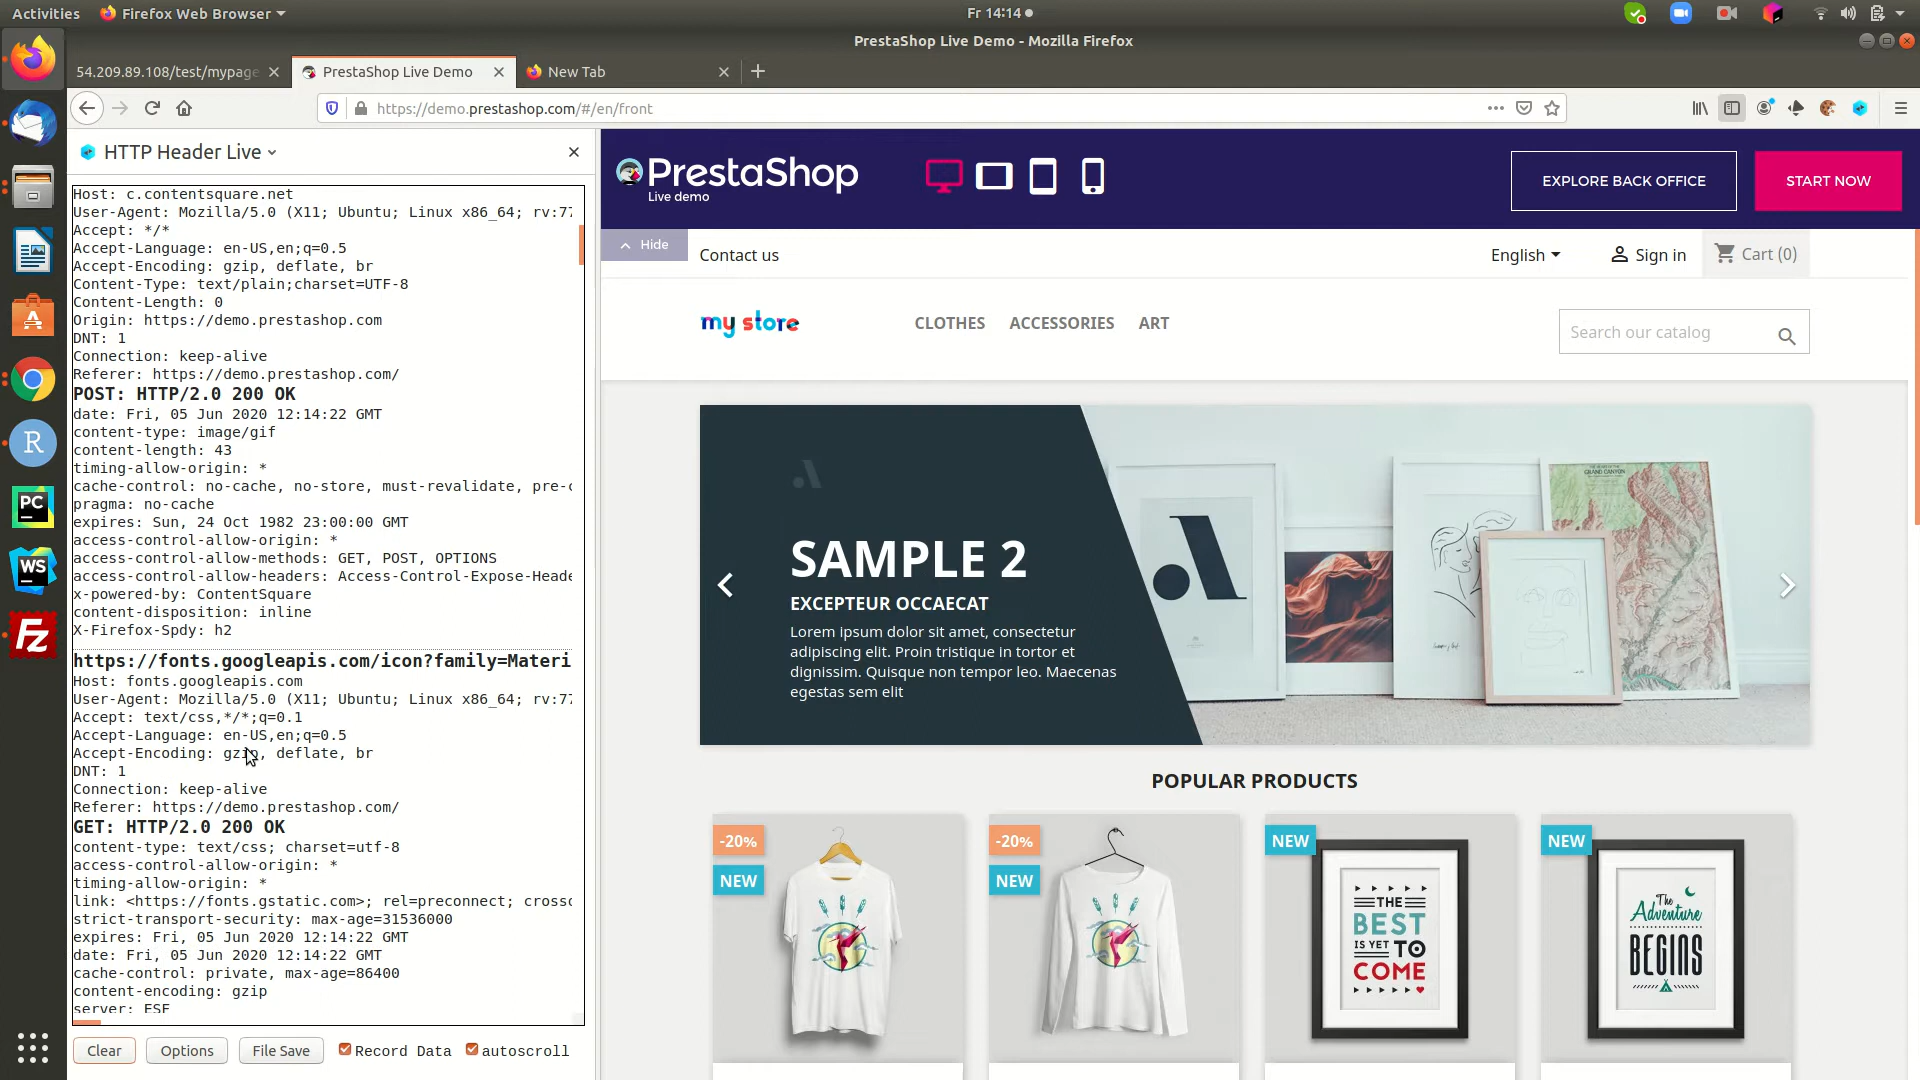 Activities
Firefox Web Browser
Fr 14:14
PrestaShop Live Demo - Mozilla Firefox
54.209.89.108/test/mypage
PrestaShop Live Demo
New Tab
https://demo.prestashop.com/#/en/front
HTTP Header Live
Host: c.contentsquare.net
User-Agent: Mozilla/5.0 (X11; Ubuntu; Linux x86_64; rv:77
Accept: */*
Accept-Language: en-US,en;q=0.5
Accept-Encoding: gzip, deflate, br
Content-Type: text/plain;charset=UTF-8
Content-Length: 0
Origin: https://demo.prestashop.com
DNT: 1
Connection: keep-alive
Referer: https://demo.prestashop.com/
POST: HTTP/2.0 200 OK
date: Fri, 05 Jun 2020 12:14:22 GMT
content-type: image/gif
content-length: 43
timing-allow-origin: *
cache-control: no-cache, no-store, must-revalidate, pre-c
pragma: no-cache
expires: Sun, 24 Oct 1982 23:00:00 GMT
access-control-allow-origin: *
access-control-allow-methods: GET, POST, OPTIONS
access-control-allow-headers: Access-Control-Expose-Heade
x-powered-by: ContentSquare
content-disposition: inline
X-Firefox-Spdy: h2
https://fonts.googleapis.com/icon?family=Materi
Host: fonts.googleapis.com
User-Agent: Mozilla/5.0 (X11; Ubuntu; Linux x86_64; rv:77
Accept: text/css,*/*;q=0.1
Accept-Language: en-US,en;q=0.5
Accept-Encoding: gzip, deflate, br
DNT: 1
Connection: keep-alive
Referer: https://demo.prestashop.com/
GET: HTTP/2.0 200 OK
content-type: text/css; charset=utf-8
access-control-allow-origin: *
timing-allow-origin: *
link: <https://fonts.gstatic.com>; rel=preconnect; crosso
strict-transport-security: max-age=31536000
expires: Fri, 05 Jun 2020 12:14:22 GMT
date: Fri, 05 Jun 2020 12:14:22 GMT
cache-control: private, max-age=86400
content-encoding: gzip
server: ESF
Clear
Options
File Save
Record Data
autoscroll
PrestaShop
Live demo
EXPLORE BACK OFFICE
START NOW
Hide
Contact us
English
Sign in
Cart (0)
my store
CLOTHES
ACCESSORIES
ART
Search our catalog
SAMPLE 2
EXCEPTEUR OCCAECAT
Lorem ipsum dolor sit amet, consectetur
adipiscing elit. Proin tristique in tortor et
dignissim. Quisque non tempor leo. Maecenas
egestas sem elit
GRAND CANYON
POPULAR PRODUCTS
-20%
NEW
-20%
NEW
NEW
THE
BEST
IS YET TO
COME
NEW
The
Adventure
BEGINS
R
PC
WS
FZ